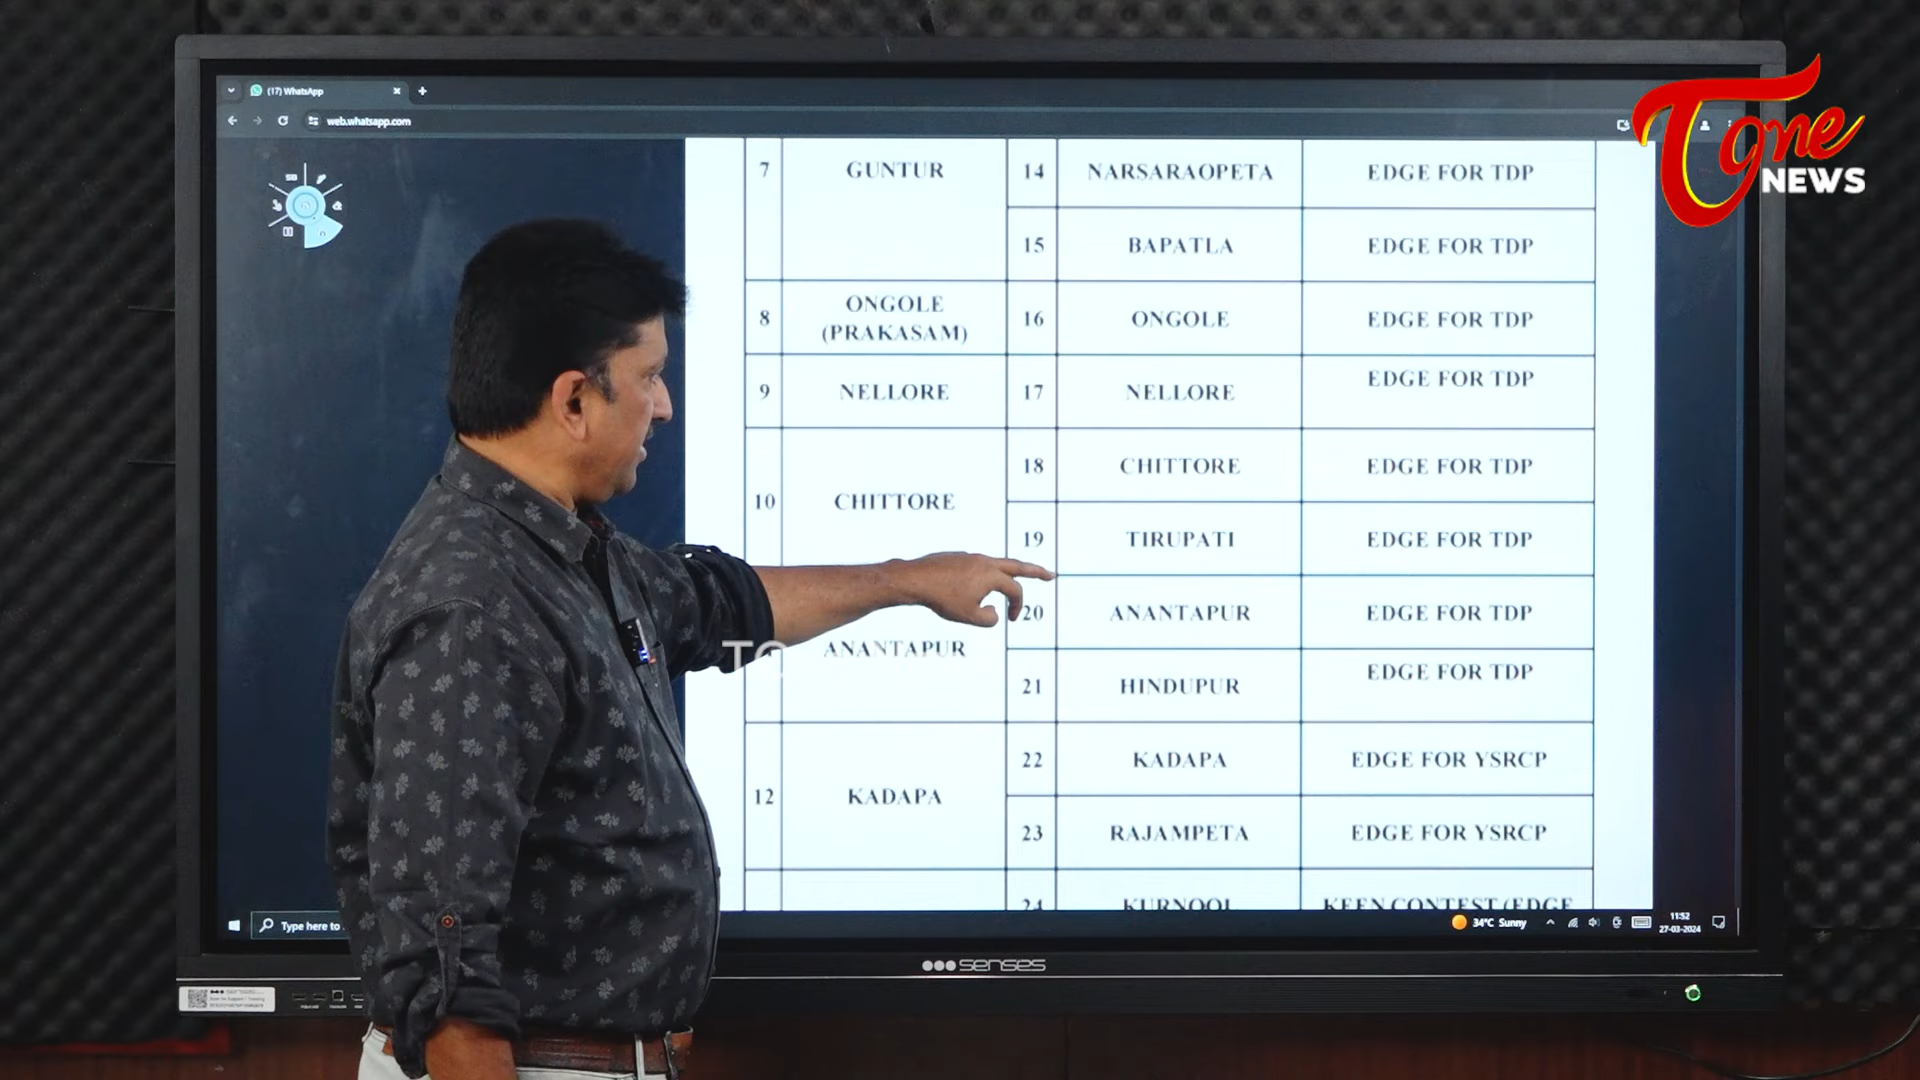 (17) WhatsApp
web.whatsapp.com
Tone
NEWS
7 GUNTUR 14 NARSARAOPETA EDGE FOR TDP
15 BAPATLA EDGE FOR TDP
8 ONGOLE (PRAKASAM) 16 ONGOLE EDGE FOR TDP
9 NELLORE 17 NELLORE EDGE FOR TDP
10 CHITTORE 18 CHITTORE EDGE FOR TDP
19 TIRUPATI EDGE FOR TDP
ANANTAPUR 20 ANANTAPUR EDGE FOR TDP
21 HINDUPUR EDGE FOR TDP
12 KADAPA 22 KADAPA EDGE FOR YSRCP
23 RAJAMPETA EDGE FOR YSRCP
24 KURNOOL KEEN CONTEST (EDGE
Type here to
34°C Sunny
11:52
27-03-2024
senses